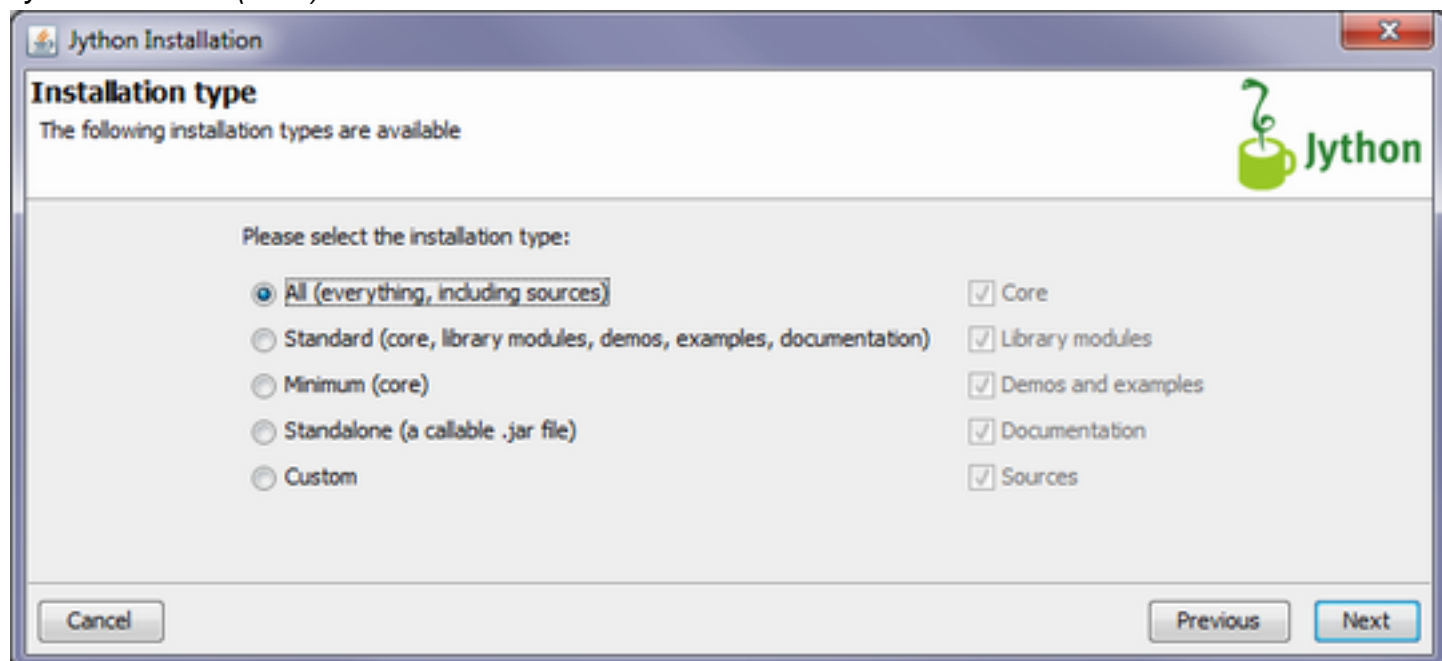 Jython Installation
Installation type
The following installation types are available
Jython
Please select the installation type:
All (everything, including sources)
Core
Standard (core, library modules, demos, examples, documentation)
Library modules
Minimum (core)
Demos and examples
Standalone (a callable .jar file)
Documentation
Custom
Sources
Cancel
Previous
Next